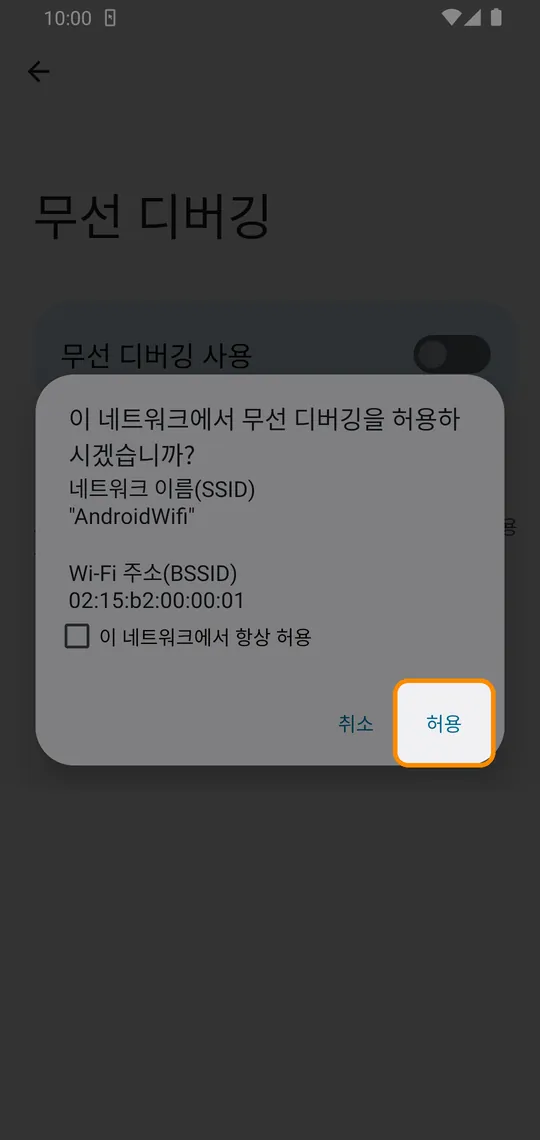 10:00
무선 디버깅
무선 디버깅 사용
이 네트워크에서 무선 디버깅을 허용하
시겠습니까?
네트워크 이름(SSID)
"AndroidWifi"
용
Wi-Fi 주소(BSSID)
02:15:b2:00:00:01
이 네트워크에서 항상 허용
취소
허용